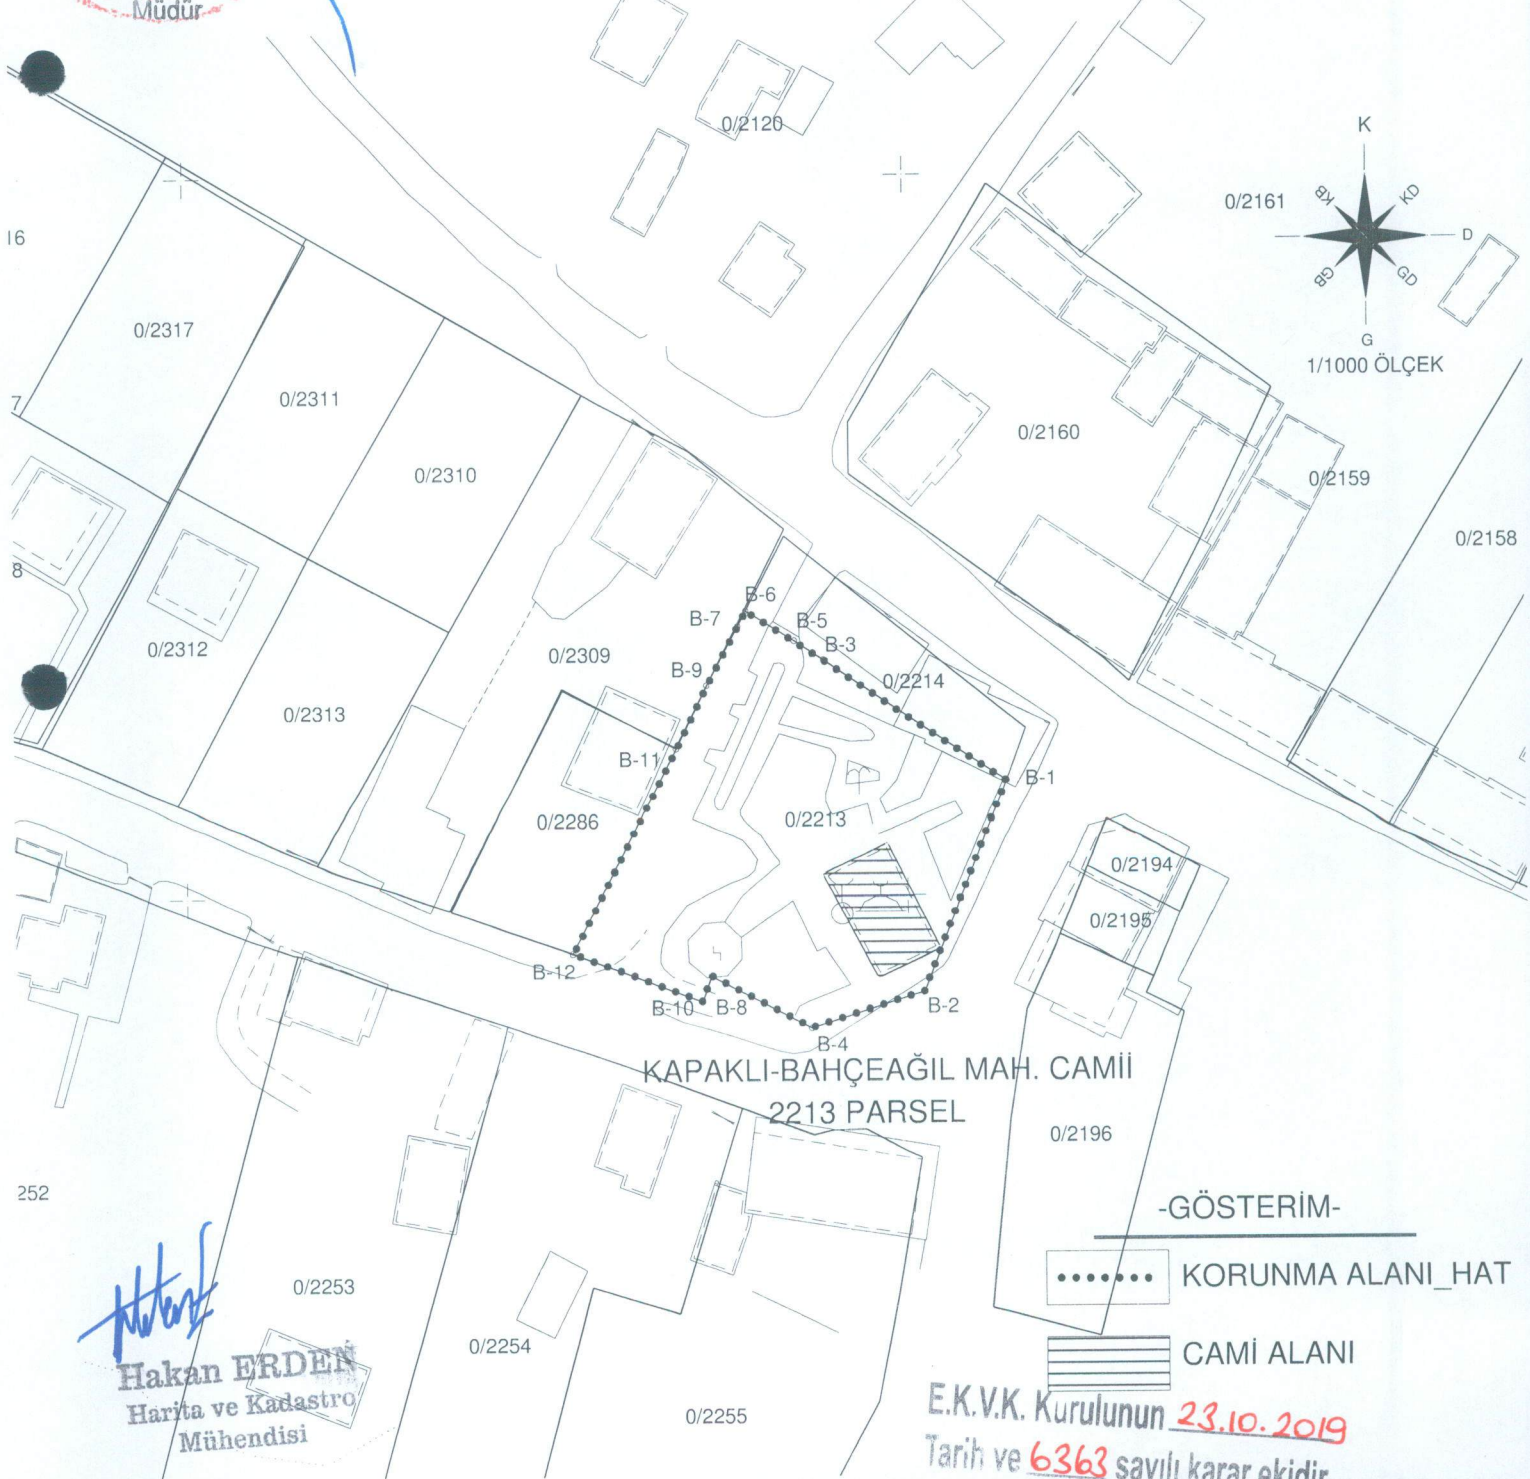 Müdür
0/2120
K
KB
KD
0/2161
D
GB
GD
G
1/1000 ÖLÇEK
16
0/2317
7
0/2311
0/2160
0/2310
0/2159
0/2158
8
B-6
B-7
B-5
B-3
0/2312
0/2309
B-9
0/2214
0/2313
B-11
B-1
0/2286
0/2213
0/2194
0/2195
B-12
B-10
B-8
B-2
B-4
KAPAKLI-BAHÇEAĞIL MAH. CAMİİ
2213 PARSEL
0/2196
252
-GÖSTERİM-
KORUNMA ALANI_HAT
0/2253
0/2254
CAMİ ALANI
Hakan ERDEN
Harita ve Kadastro
Mühendisi
0/2255
E.K.V.K. Kurulunun 23.10.2019
Tarih ve 6363 sayılı karar ekidir